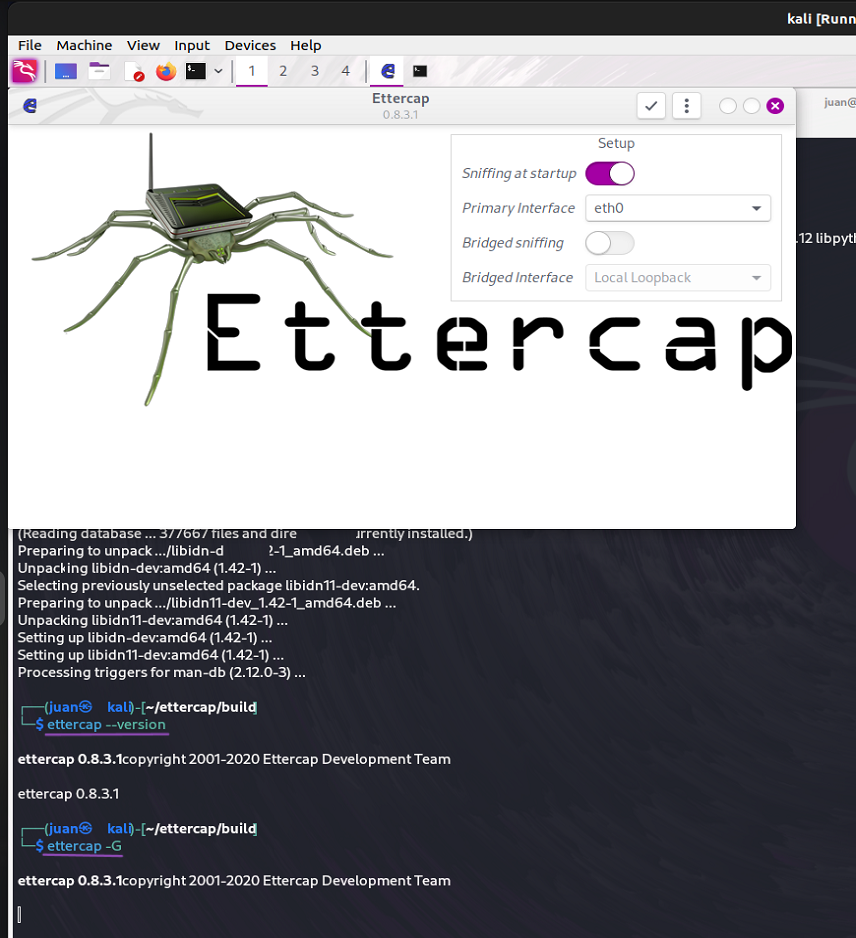 kali [Runn
File Machine View Input Devices Help
1 2 3 4
Ettercap
0.8.3.1
juan@
Setup
Sniffing at startup
Primary Interface eth0
Bridged sniffing
Bridged Interface Local Loopback
.12 libpyth
Ettercap
(Reading database ... 377667 files and dire urrently installed.)
Preparing to unpack .../libidn-d 2-1_amd64.deb ...
Unpacking libidn-dev:amd64 (1.42-1) ...
Selecting previously unselected package libidn11-dev:amd64.
Preparing to unpack .../libidn11-dev_1.42-1_amd64.deb ...
Unpacking libidn11-dev:amd64 (1.42-1) ...
Setting up libidn-dev:amd64 (1.42-1) ...
Setting up libidn11-dev:amd64 (1.42-1) ...
Processing triggers for man-db (2.12.0-3) ...
┌──(juan㉿ kali)-[~/ettercap/build]
└─$ ettercap --version
ettercap 0.8.3.1copyright 2001-2020 Ettercap Development Team
ettercap 0.8.3.1
┌──(juan㉿ kali)-[~/ettercap/build]
└─$ ettercap -G
ettercap 0.8.3.1copyright 2001-2020 Ettercap Development Team